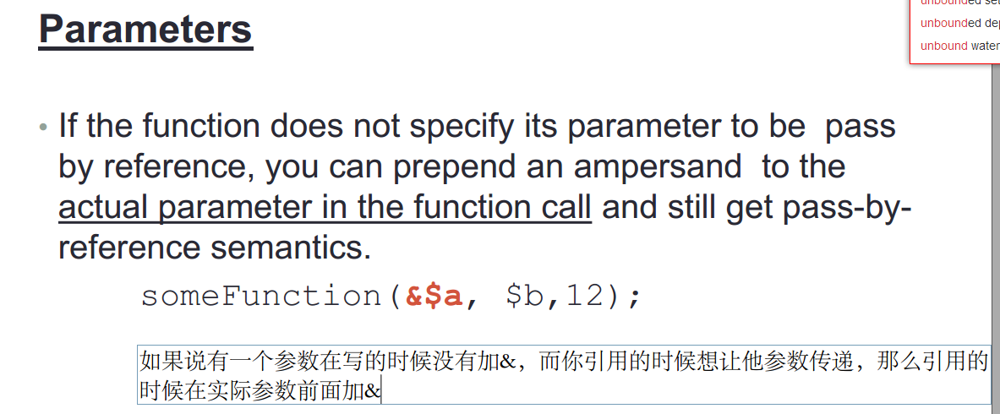 Parameters
unbounded
unbounded
unbound water
• If the function does not specify its parameter to be pass
by reference, you can prepend an ampersand to the
actual parameter in the function call and still get pass-by-
reference semantics.
someFunction(&$a, $b,12);
如果说有一个参数在写的时候没有加&，而你引用的时候想让他参数传递，那么引用的
时候在实际参数前面加&